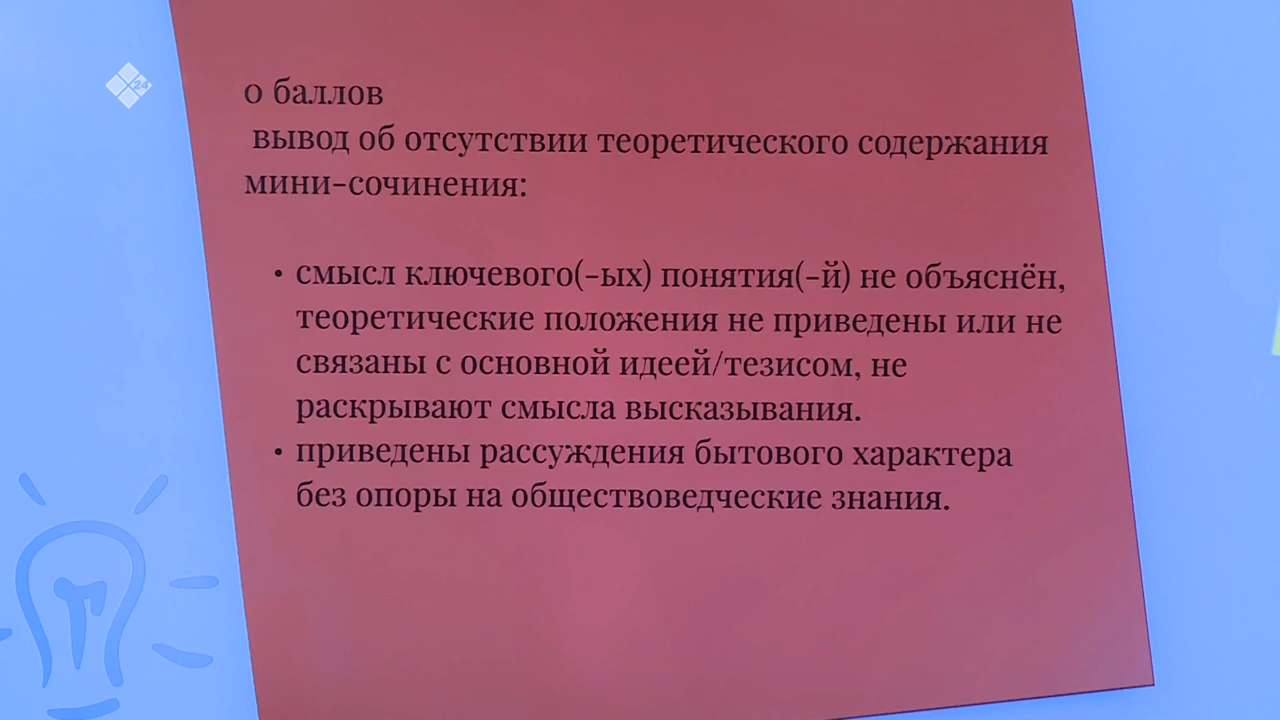 X24
0 баллов
вывод об отсутствии теоретического содержания
мини-сочинения:
• смысл ключевого(-ых) понятия(-й) не объяснён,
теоретические положения не приведены или не
связаны с основной идеей/тезисом, не
раскрывают смысла высказывания.
• приведены рассуждения бытового характера
без опоры на обществоведческие знания.